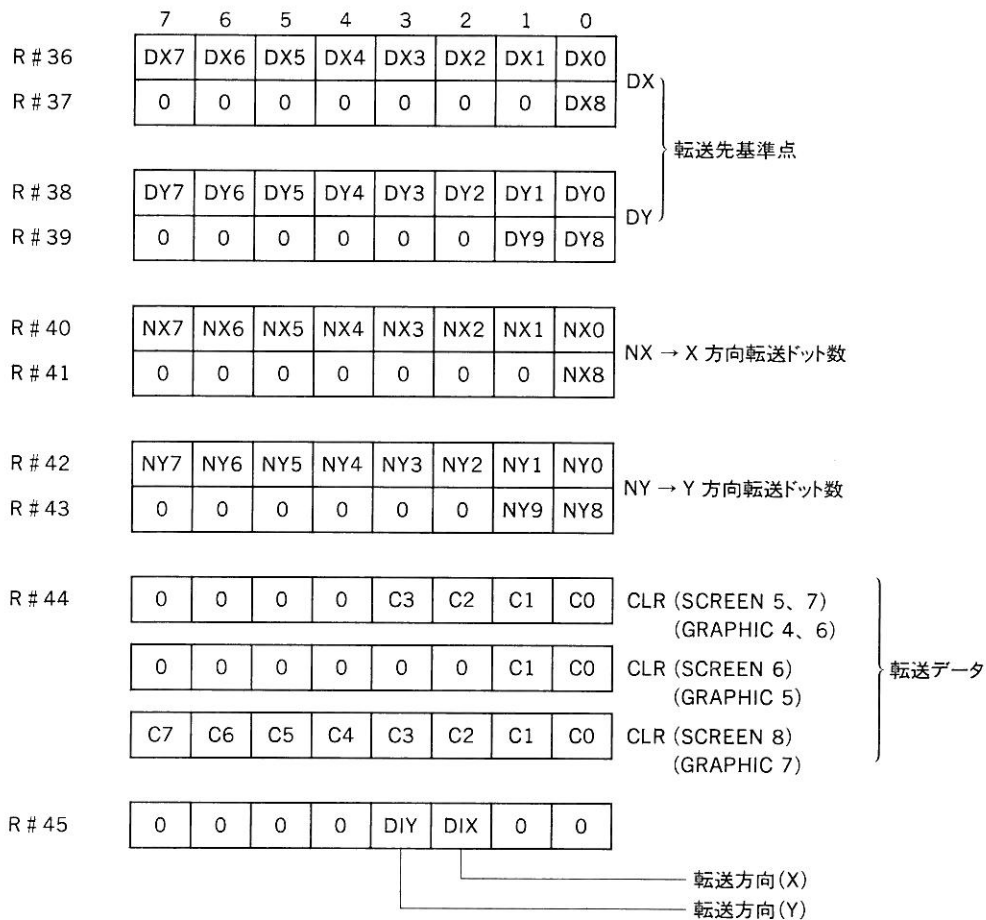 7 6 5 4 3 2 1 0
R#36 DX7 DX6 DX5 DX4 DX3 DX2 DX1 DX0 DX
R#37 0 0 0 0 0 0 0 DX8
転送先基準点
R#38 DY7 DY6 DY5 DY4 DY3 DY2 DY1 DY0 DY
R#39 0 0 0 0 0 0 DY9 DY8
R#40 NX7 NX6 NX5 NX4 NX3 NX2 NX1 NX0
NX → X 方向転送ドット数
R#41 0 0 0 0 0 0 0 NX8
R#42 NY7 NY6 NY5 NY4 NY3 NY2 NY1 NY0
NY → Y 方向転送ドット数
R#43 0 0 0 0 0 0 NY9 NY8
R#44 0 0 0 0 C3 C2 C1 C0 CLR (SCREEN 5、7)
(GRAPHIC 4、6)
0 0 0 0 0 0 C1 C0 CLR (SCREEN 6) 転送データ
(GRAPHIC 5)
C7 C6 C5 C4 C3 C2 C1 C0 CLR (SCREEN 8)
(GRAPHIC 7)
R#45 0 0 0 0 DIY DIX 0 0
転送方向(X)
転送方向(Y)